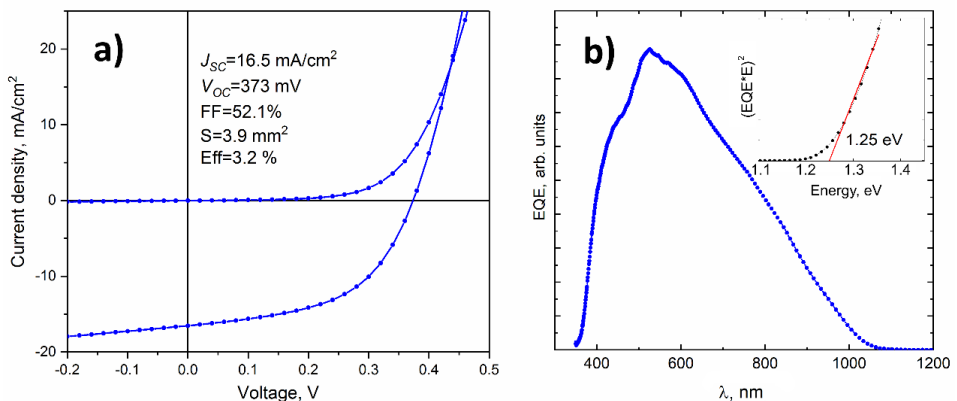 a)
J_SC=16.5 mA/cm²
V_OC=373 mV
FF=52.1%
S=3.9 mm²
Eff=3.2 %
Current density, mA/cm²
20
10
0
-10
-20
-0.2 -0.1 0.0 0.1 0.2 0.3 0.4 0.5
Voltage, V
b)
EQE, arb. units
(EQE*E)²
1.25 eV
1.1 1.2 1.3 1.4
Energy, eV
400 600 800 1000 1200
λ, nm